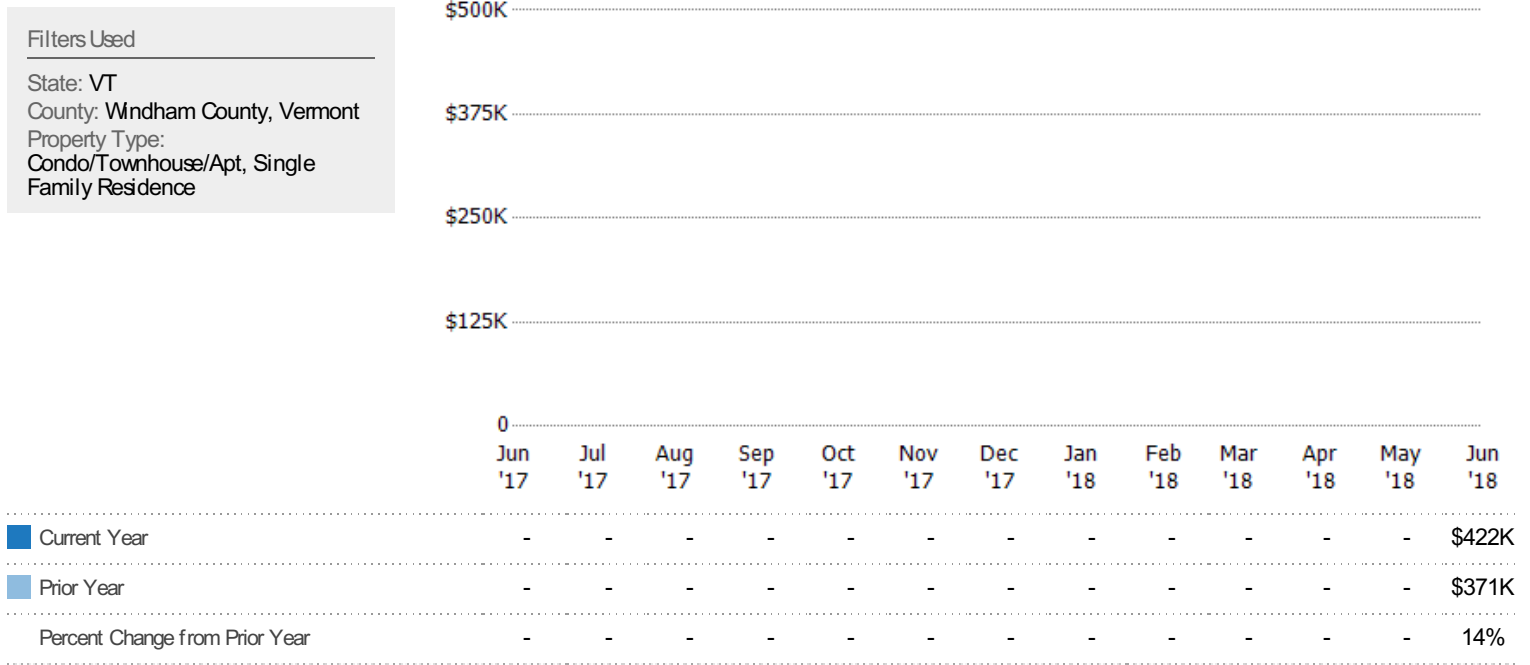 Filters Used
State: VT
County: Windham County, Vermont
Property Type:
Condo/Townhouse/Apt, Single
Family Residence
$500K
$375K
$250K
$125K
0
Jun Jul Aug Sep Oct Nov Dec Jan Feb Mar Apr May Jun
'17 '17 '17 '17 '17 '17 '17 '18 '18 '18 '18 '18 '18
Current Year - - - - - - - - - - - - $422K
Prior Year - - - - - - - - - - - - $371K
Percent Change from Prior Year - - - - - - - - - - - - 14%